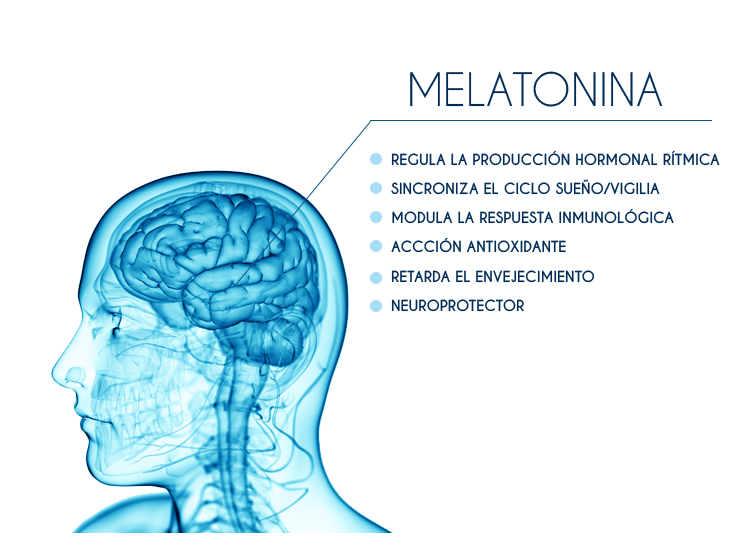 MELATONINA
REGULA LA PRODUCCIÓN HORMONAL RÍTMICA
SINCRONIZA EL CICLO SUEÑO/VIGILIA
MODULA LA RESPUESTA INMUNOLÓGICA
ACCCIÓN ANTIOXIDANTE
RETARDA EL ENVEJECIMIENTO
NEUROPROTECTOR